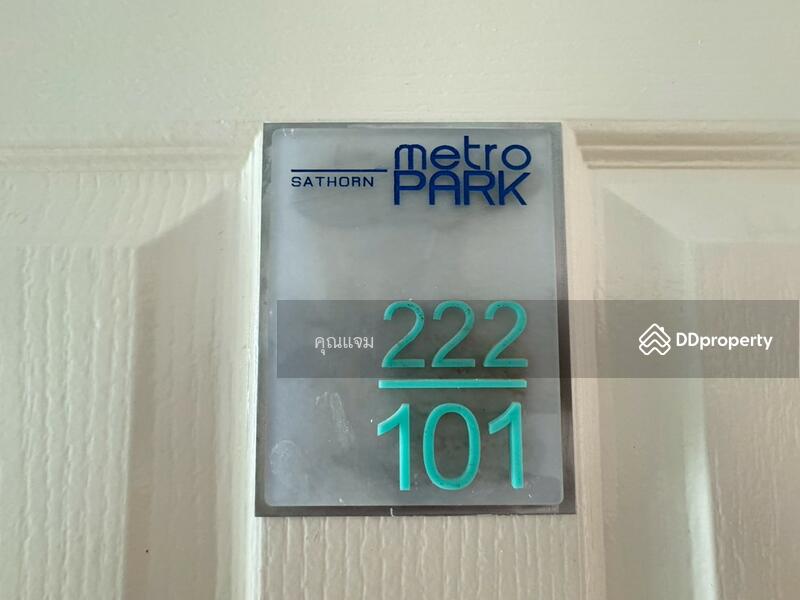 metro
SATHORN PARK
คุณแจม 222
DDproperty
101